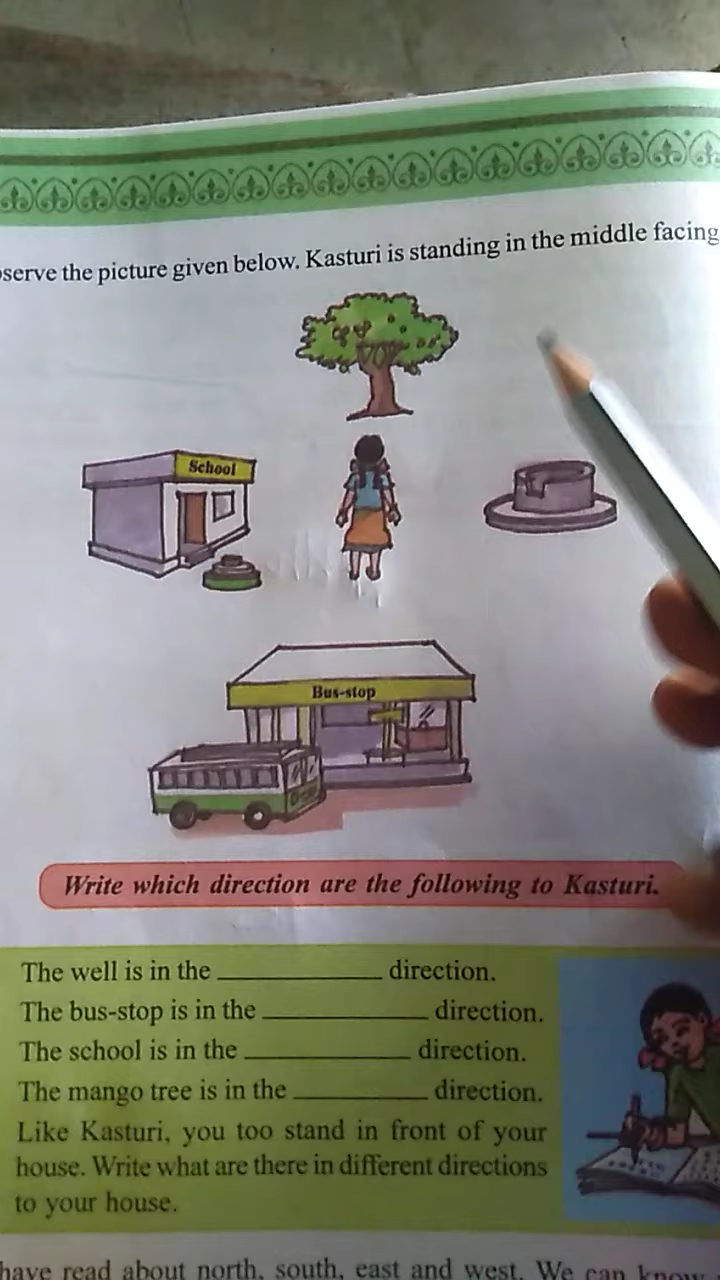 serve the picture given below. Kasturi is standing in the middle facing
School
Bus-stop
Write which direction are the following to Kasturi.
The well is in the ____________ direction.
The bus-stop is in the ____________ direction.
The school is in the ____________ direction.
The mango tree is in the __________ direction.
Like Kasturi, you too stand in front of your
house. Write what are there in different directions
to your house.
have read about north, south, east and west. We can know